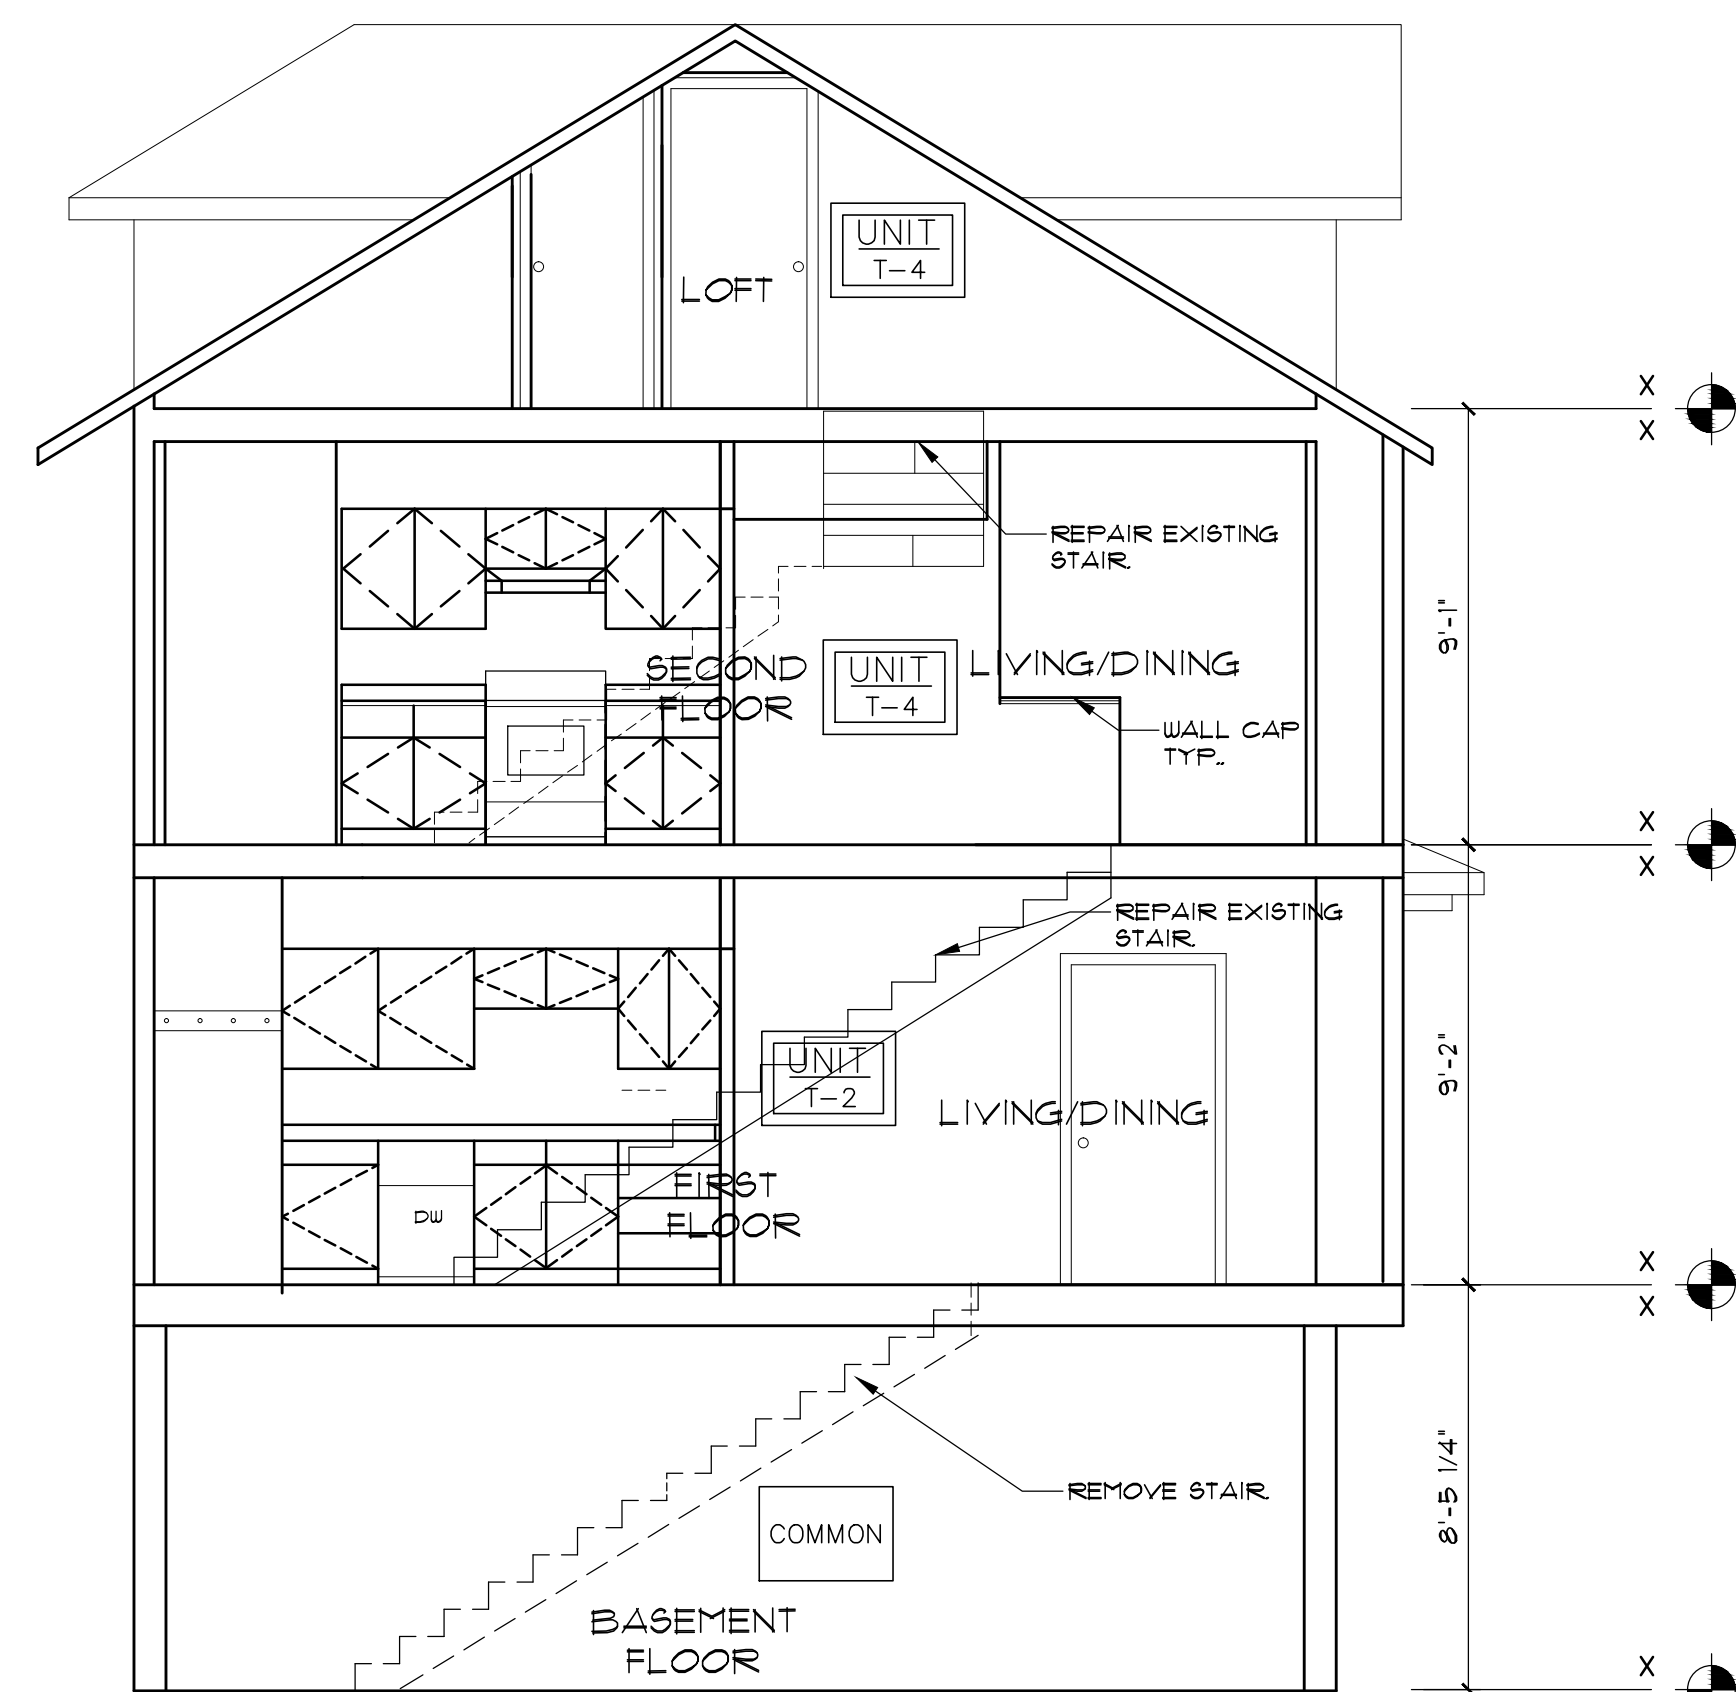 UNIT
T-4
LOFT
X
X
REPAIR EXISTING
STAIR.
9'-1"
SECOND
FLOOR
UNIT
T-4
LIVING/DINING
WALL CAP
TYP..
X
X
REPAIR EXISTING
STAIR.
9'-2"
UNIT
T-2
LIVING/DINING
FIRST
FLOOR
DW
X
X
REMOVE STAIR.
8'-5 1/4"
COMMON
BASEMENT
FLOOR
X